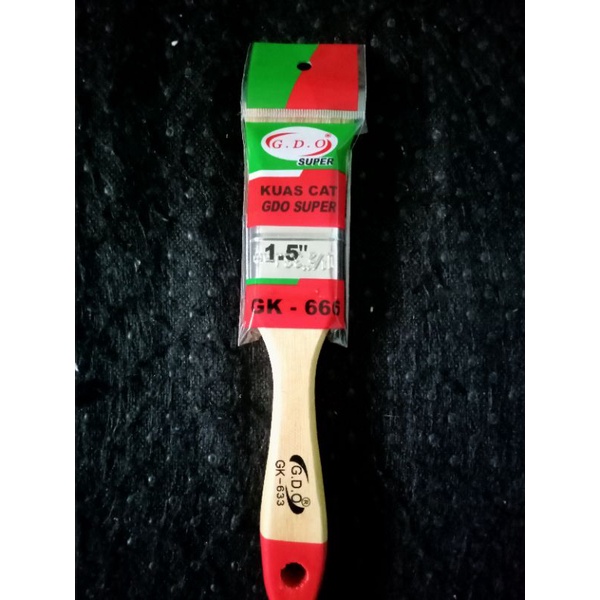 G.D.O
SUPER
KUAS CAT
GDO SUPER
1.5"
GK - 666
G.D.O ®
GK-633